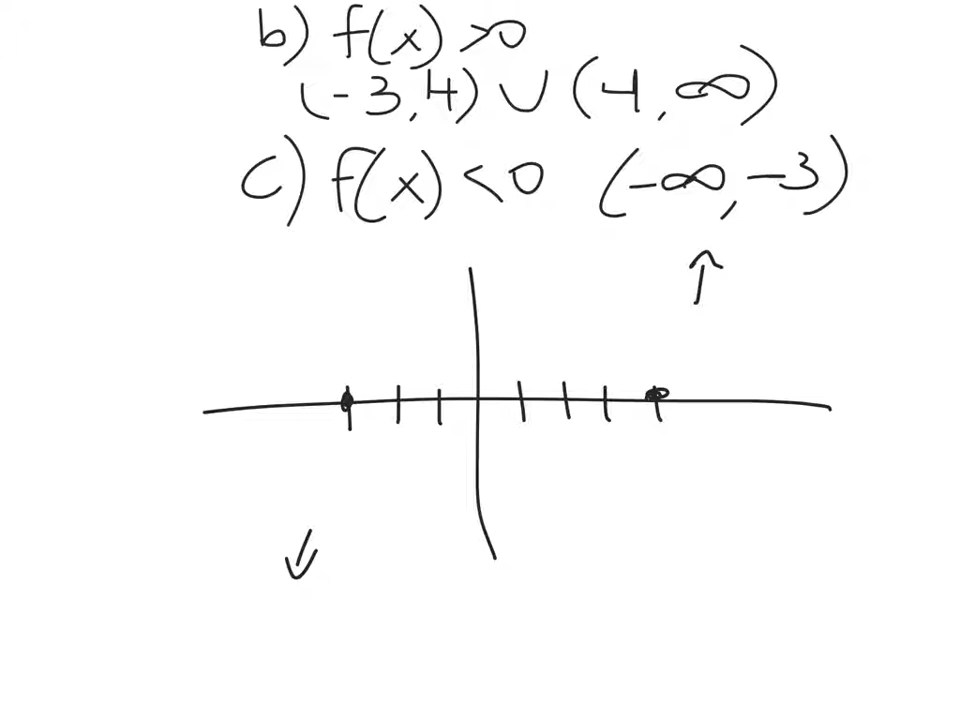 b) f(x) >0
(-3,4) ∪ (4,∞)
c) f(x) <0 (-∞,-3)